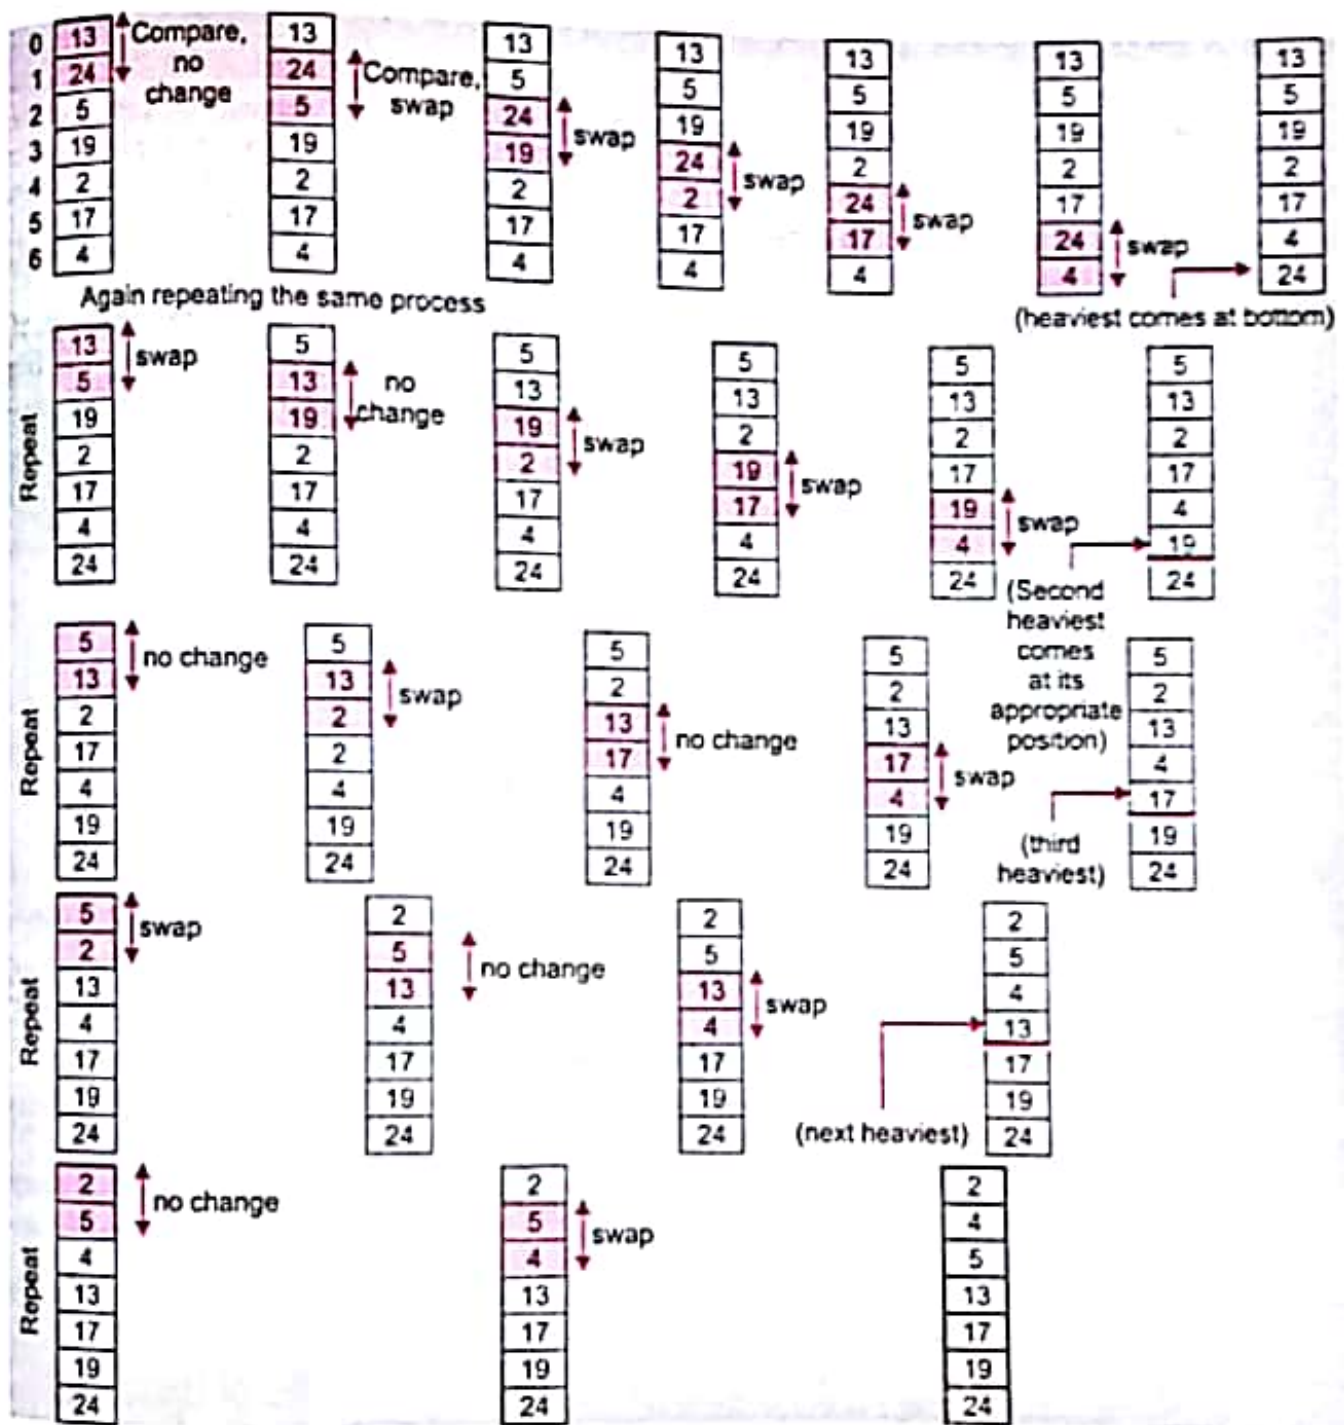 0 13 13 13 13 13 13 13
1 24 24 5 5 5 5 5
2 5 5 24 19 19 19 19
3 19 19 19 24 2 2 2
4 2 2 2 2 24 17 17
5 17 17 17 17 17 24 4
6 4 4 4 4 4 4 24
Compare,
no
change
Compare,
swap
swap
swap
swap
swap
(heaviest comes at bottom)
Again repeating the same process
Repeat
13 5 5 5 5 5
5 13 13 13 13 13
19 19 19 2 2 2
2 2 2 19 17 17
17 17 17 17 19 4
4 4 4 4 4 19
24 24 24 24 24 24
swap
no
change
swap
swap
swap
(Second
heaviest
comes
at its
appropriate
position)
Repeat
5 5 5 5 5
13 13 2 2 2
2 2 13 13 13
17 2 17 17 4
4 4 4 4 17
19 19 19 19 19
24 24 24 24 24
no change
swap
no change
swap
(third
heaviest)
Repeat
5 2 2 2
2 5 5 5
13 13 13 4
4 4 4 13
17 17 17 17
19 19 19 19
24 24 24 24
swap
no change
swap
(next heaviest)
Repeat
2 2 2
5 5 4
4 4 5
13 13 13
17 17 17
19 19 19
24 24 24
no change
swap